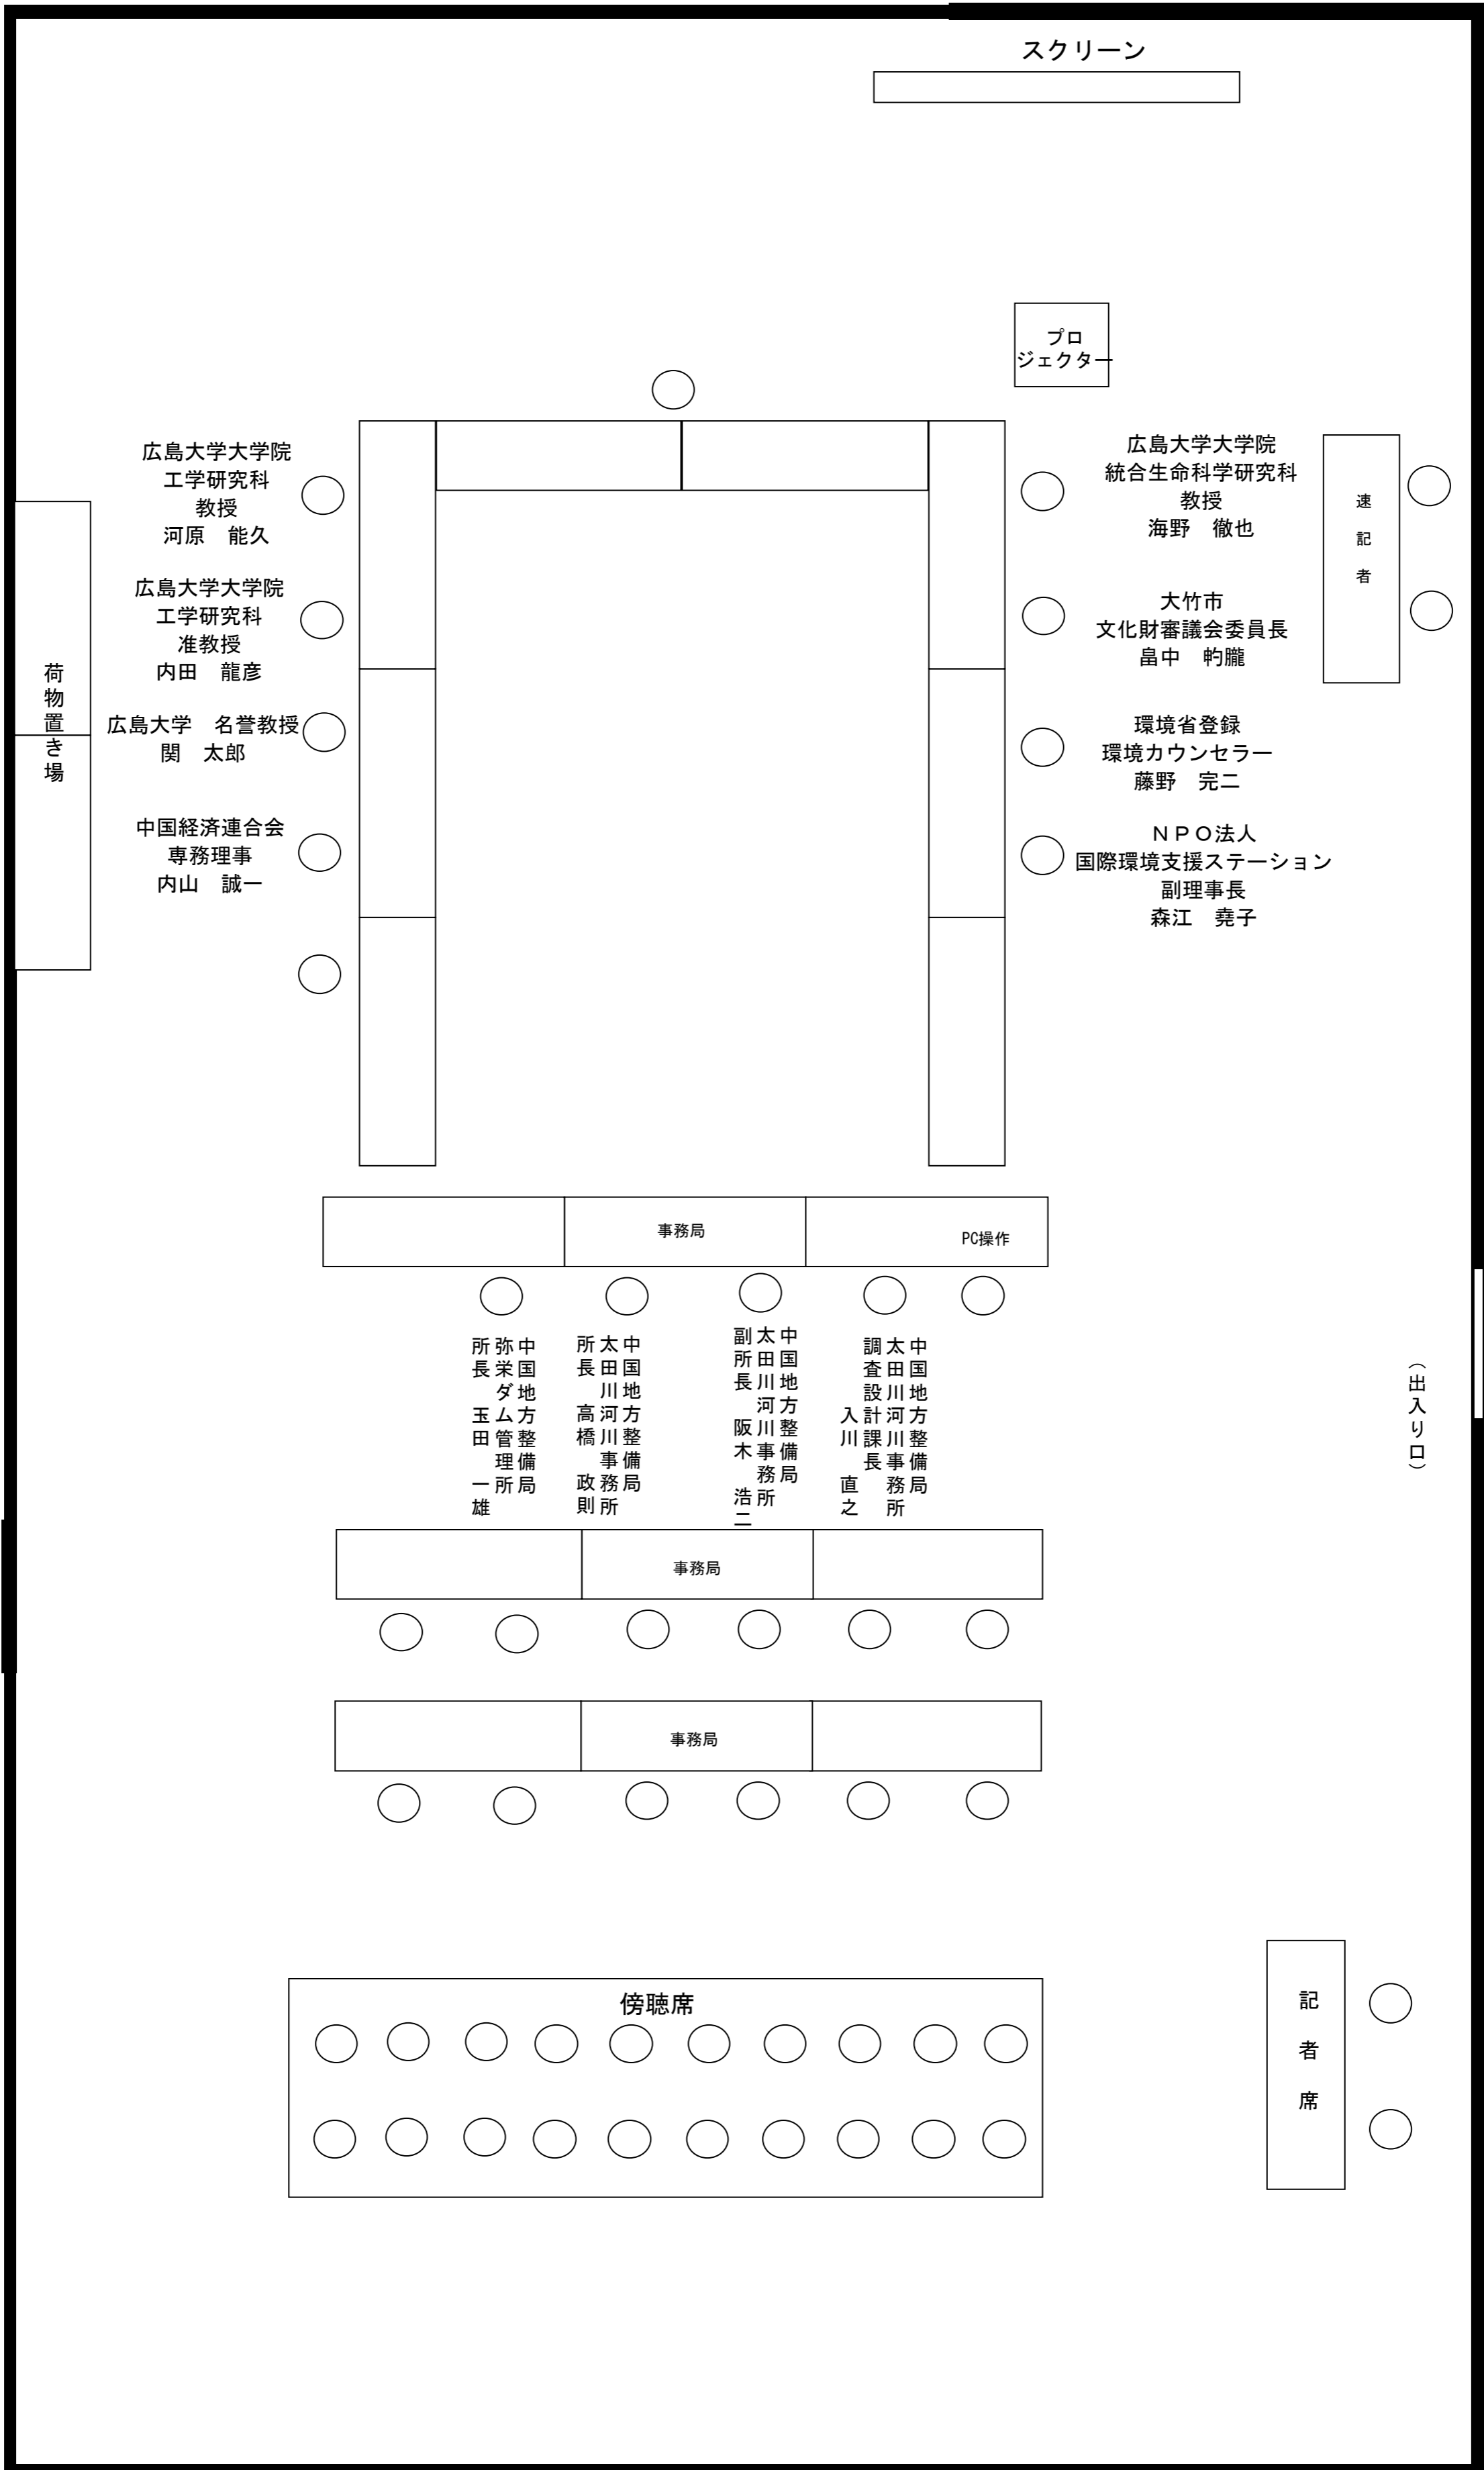 スクリーン
プロ
ジェクター
広島大学大学院
工学研究科
教授
河原　能久
広島大学大学院
工学研究科
准教授
内田　龍彦
広島大学　名誉教授
関　太郎
中国経済連合会
専務理事
内山　誠一
荷物置き場
広島大学大学院
統合生命科学研究科
教授
海野　徹也
大竹市
文化財審議会委員長
畠中　畃朧
環境省登録
環境カウンセラー
藤野　完二
ＮＰＯ法人
国際環境支援ステーション
副理事長
森江　堯子
速記者
事務局
PC操作
中国地方整備局
弥栄ダム管理所
所長　玉田　一雄
中国地方整備局
太田川河川事務所
所長　高橋　政則
中国地方整備局
太田川河川事務所
副所長　阪木　浩二
中国地方整備局
太田川河川事務所
調査設計課長
入川　直之
（出入り口）
事務局
事務局
傍聴席
記者席